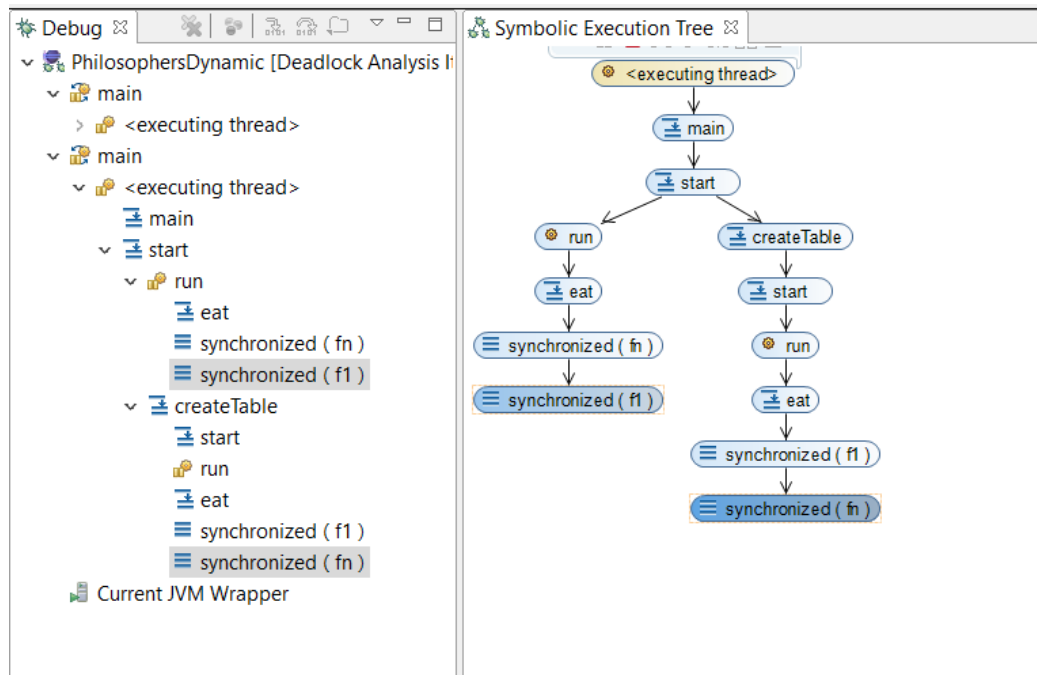 Debug
PhilosophersDynamic [Deadlock Analysis It
main
<executing thread>
main
<executing thread>
main
start
run
eat
synchronized ( fn )
synchronized ( f1 )
createTable
start
run
eat
synchronized ( f1 )
synchronized ( fn )
Current JVM Wrapper
Symbolic Execution Tree
<executing thread>
main
start
run createTable
eat start
synchronized ( fn ) run
synchronized ( f1 ) eat
synchronized ( f1 )
synchronized ( fn )